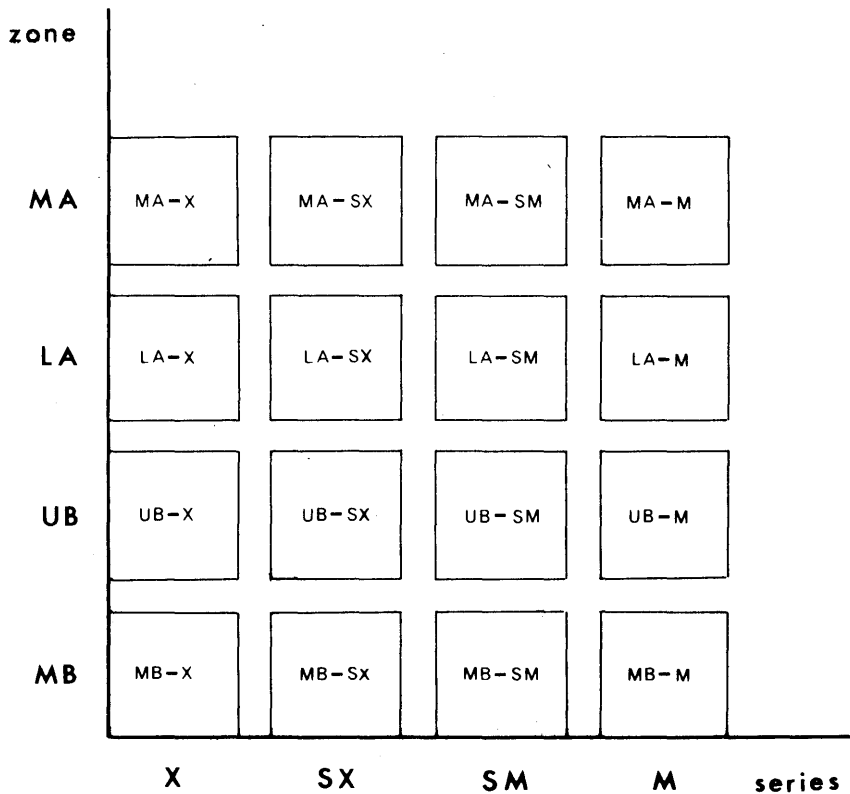 zone
MA MA-X MA-SX MA-SM MA-M
LA LA-X LA-SX LA-SM LA-M
UB UB-X UB-SX UB-SM UB-M
MB MB-X MB-SX MB-SM MB-M
X SX SM M series